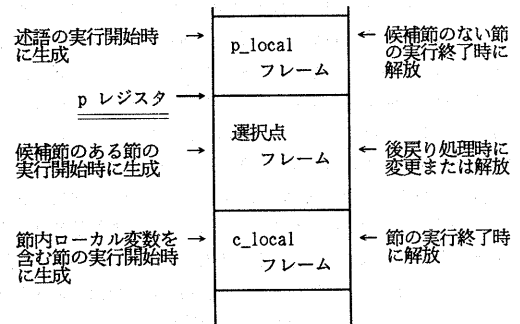 述語の実行開始時
に生成
→
p_local
フレーム
← 候補節のない節
の実行終了時に
解放
p レジスタ →
選択点
フレーム
候補節のある節の
実行開始時に生成
→
← 後戻り処理時に
変更または解放
節内ローカル変数を
含む節の実行開始時
に生成
→
c_local
フレーム
← 節の実行終了時
に解放